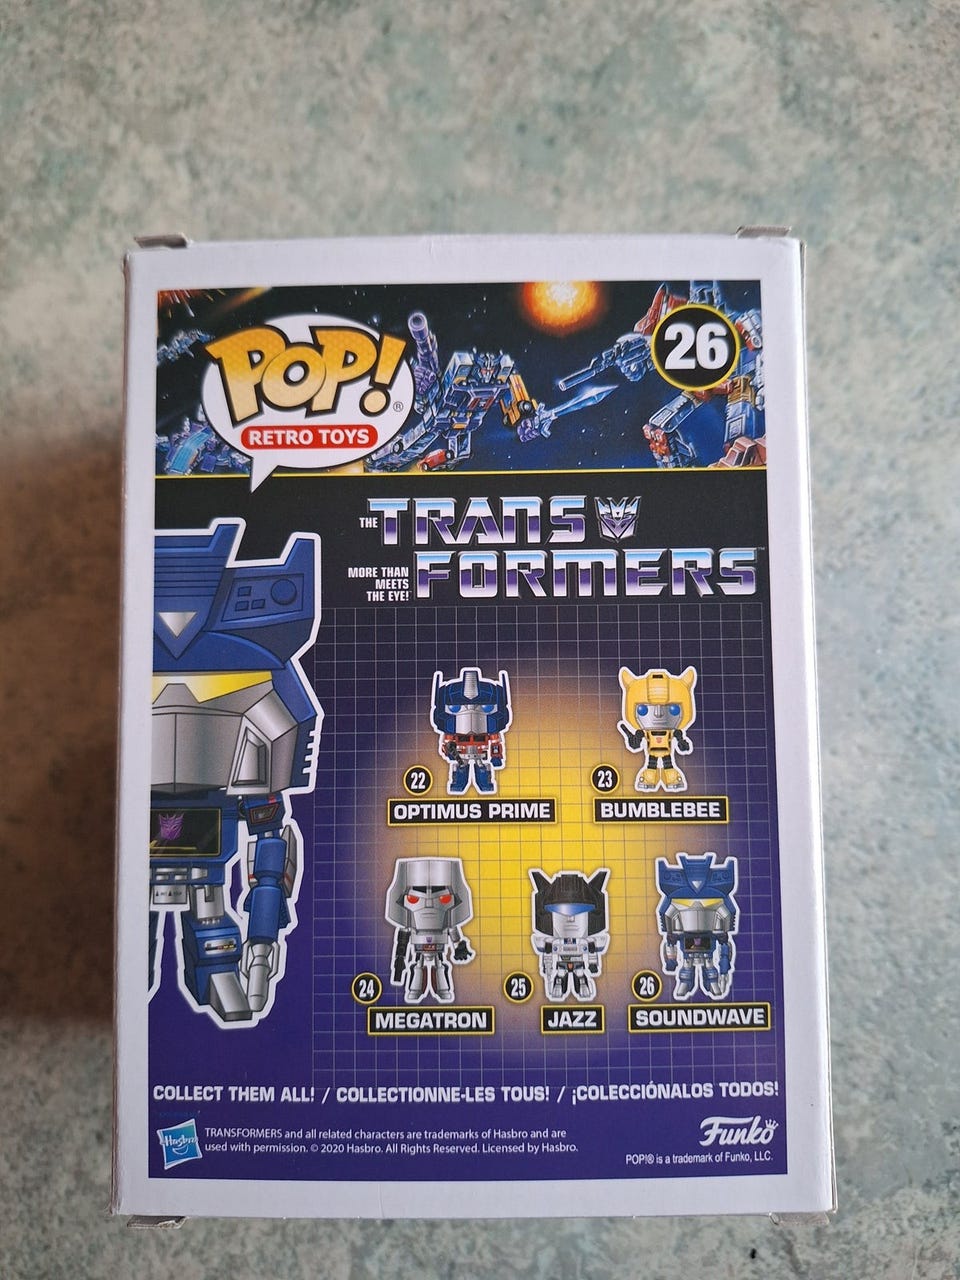 POP!®
RETRO TOYS
26
THE TRANS
FORMERS™
MORE THAN
MEETS
THE EYE!
22
OPTIMUS PRIME
23
BUMBLEBEE
24
MEGATRON
25
JAZZ
26
SOUNDWAVE
COLLECT THEM ALL! / COLLECTIONNE-LES TOUS! / ¡COLECCIÓNALOS TODOS!
Hasbro
TRANSFORMERS and all related characters are trademarks of Hasbro and are
used with permission. © 2020 Hasbro. All Rights Reserved. Licensed by Hasbro.
Funko
POP!® is a trademark of Funko, LLC.